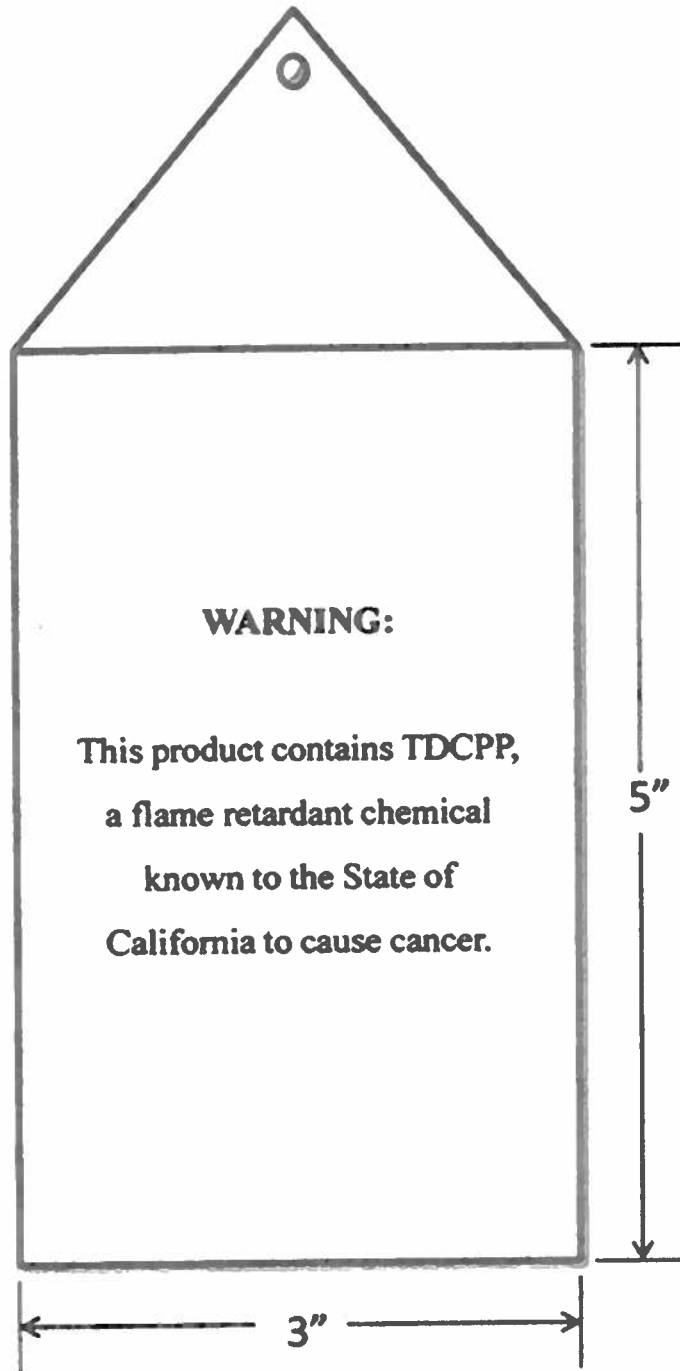 WARNING:
This product contains TDCPP,
a flame retardant chemical
known to the State of
California to cause cancer.
5"
3"